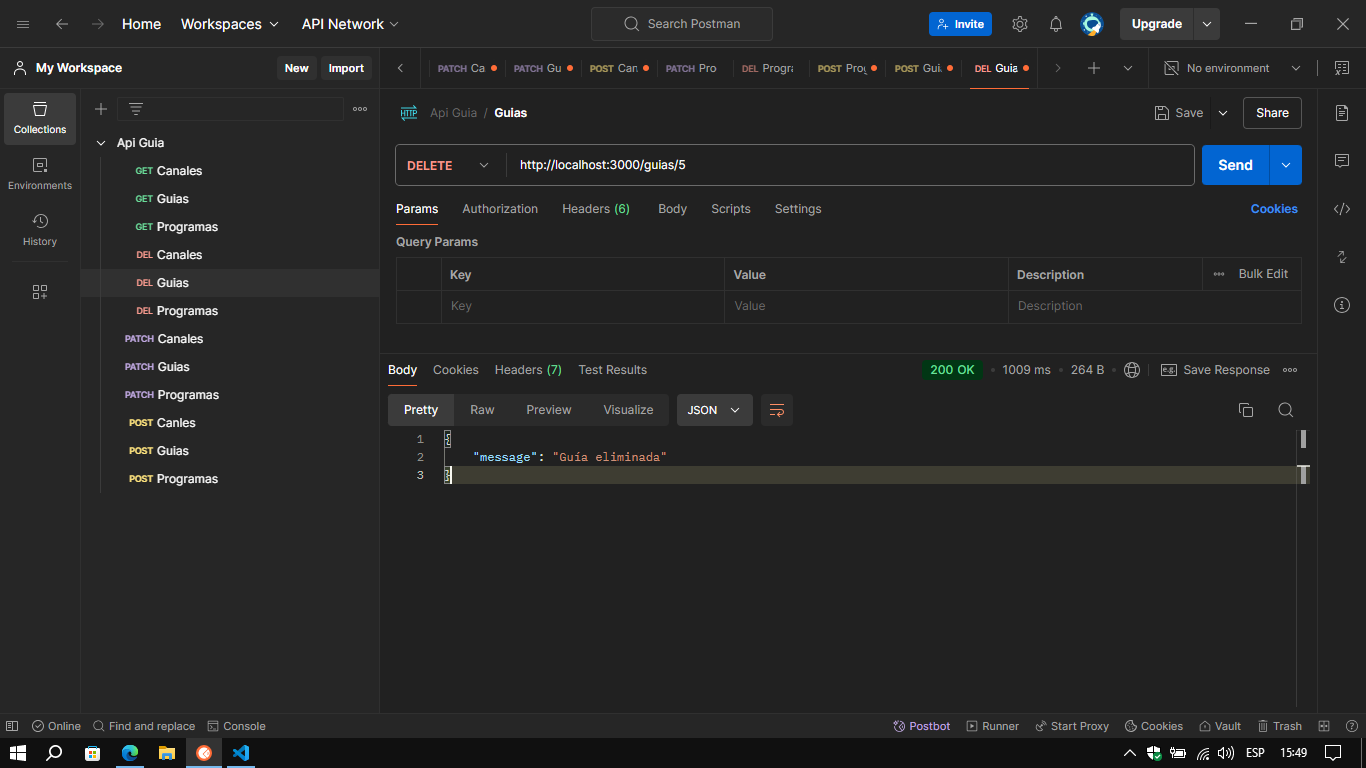 Home Workspaces API Network Search Postman Invite Upgrade
My Workspace New Import PATCH Ca PATCH Gu POST Can PATCH Pro DEL Progra POST Prog POST Gui DEL Guia No environment
HTTP Api Guia / Guias Save Share
Collections
Environments
History
Api Guia
GET Canales
GET Guias
GET Programas
DEL Canales
DEL Guias
DEL Programas
PATCH Canales
PATCH Guias
PATCH Programas
POST Canles
POST Guias
POST Programas
DELETE http://localhost:3000/guias/5 Send
Params Authorization Headers (6) Body Scripts Settings Cookies
Query Params
Key Value Description Bulk Edit
Key Value Description
Body Cookies Headers (7) Test Results 200 OK 1009 ms 264 B e.g. Save Response
Pretty Raw Preview Visualize JSON
1 {
2 "message": "Guía eliminada"
3 }
Online Find and replace Console Postbot Runner Start Proxy Cookies Vault Trash
ESP 15:49